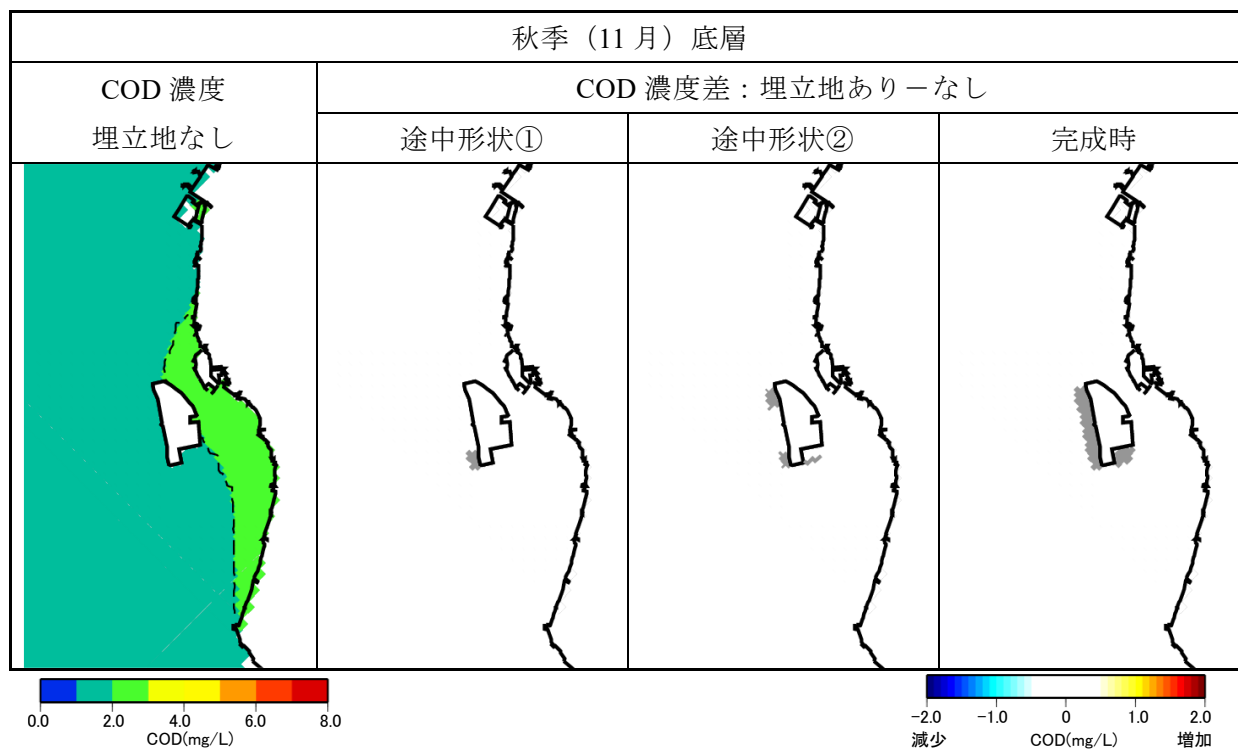 秋季（11月）底層
COD 濃度
埋立地なし
COD 濃度差：埋立地あり－なし
途中形状①
途中形状②
完成時
0.0 2.0 4.0 6.0 8.0
COD(mg/L)
-2.0 -1.0 0 1.0 2.0
減少 COD(mg/L) 増加